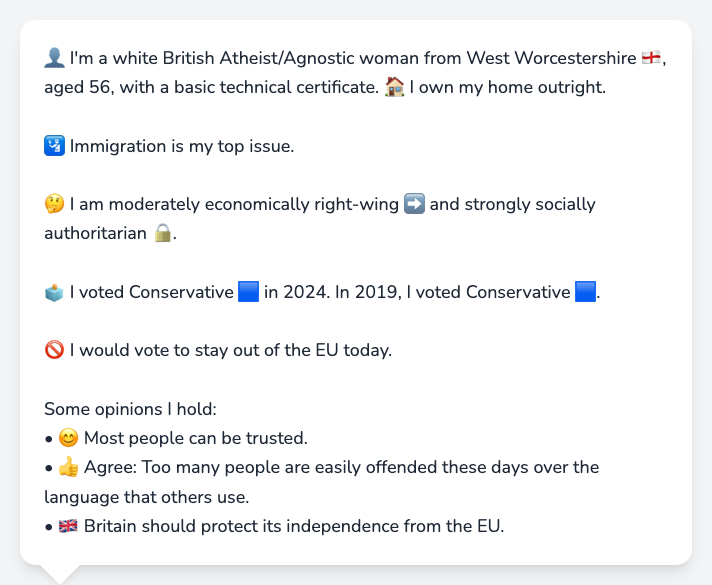 👤 I'm a white British Atheist/Agnostic woman from West Worcestershire 🏴󠁧󠁢󠁥󠁮󠁧󠁿,
aged 56, with a basic technical certificate. 🏠 I own my home outright.
🛂 Immigration is my top issue.
🤔 I am moderately economically right-wing ➡️ and strongly socially
authoritarian 🔒.
🗳️ I voted Conservative 🟦 in 2024. In 2019, I voted Conservative 🟦.
🚫 I would vote to stay out of the EU today.
Some opinions I hold:
• 😊 Most people can be trusted.
• 👍 Agree: Too many people are easily offended these days over the
language that others use.
• 🇬🇧 Britain should protect its independence from the EU.